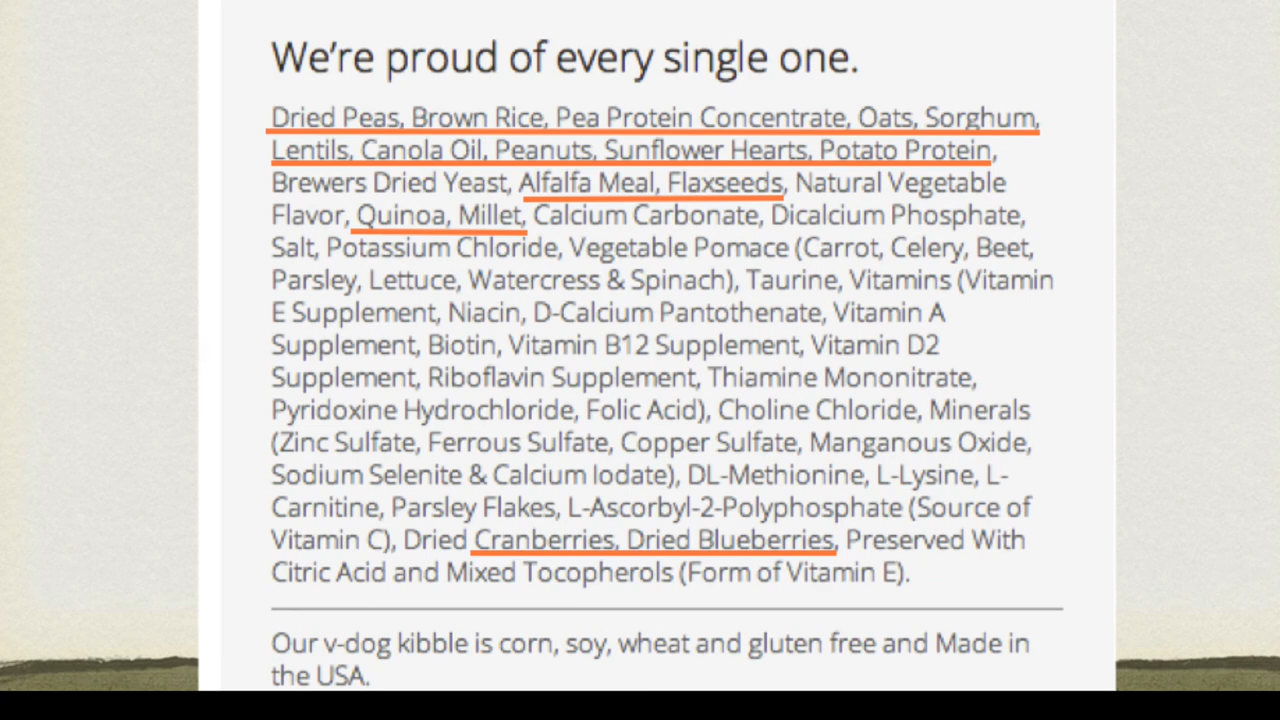 We're proud of every single one.
Dried Peas, Brown Rice, Pea Protein Concentrate, Oats, Sorghum,
Lentils, Canola Oil, Peanuts, Sunflower Hearts, Potato Protein,
Brewers Dried Yeast, Alfalfa Meal, Flaxseeds, Natural Vegetable
Flavor, Quinoa, Millet, Calcium Carbonate, Dicalcium Phosphate,
Salt, Potassium Chloride, Vegetable Pomace (Carrot, Celery, Beet,
Parsley, Lettuce, Watercress & Spinach), Taurine, Vitamins (Vitamin
E Supplement, Niacin, D-Calcium Pantothenate, Vitamin A
Supplement, Biotin, Vitamin B12 Supplement, Vitamin D2
Supplement, Riboflavin Supplement, Thiamine Mononitrate,
Pyridoxine Hydrochloride, Folic Acid), Choline Chloride, Minerals
(Zinc Sulfate, Ferrous Sulfate, Copper Sulfate, Manganous Oxide,
Sodium Selenite & Calcium Iodate), DL-Methionine, L-Lysine, L-
Carnitine, Parsley Flakes, L-Ascorbyl-2-Polyphosphate (Source of
Vitamin C), Dried Cranberries, Dried Blueberries, Preserved With
Citric Acid and Mixed Tocopherols (Form of Vitamin E).
Our v-dog kibble is corn, soy, wheat and gluten free and Made in
the USA.